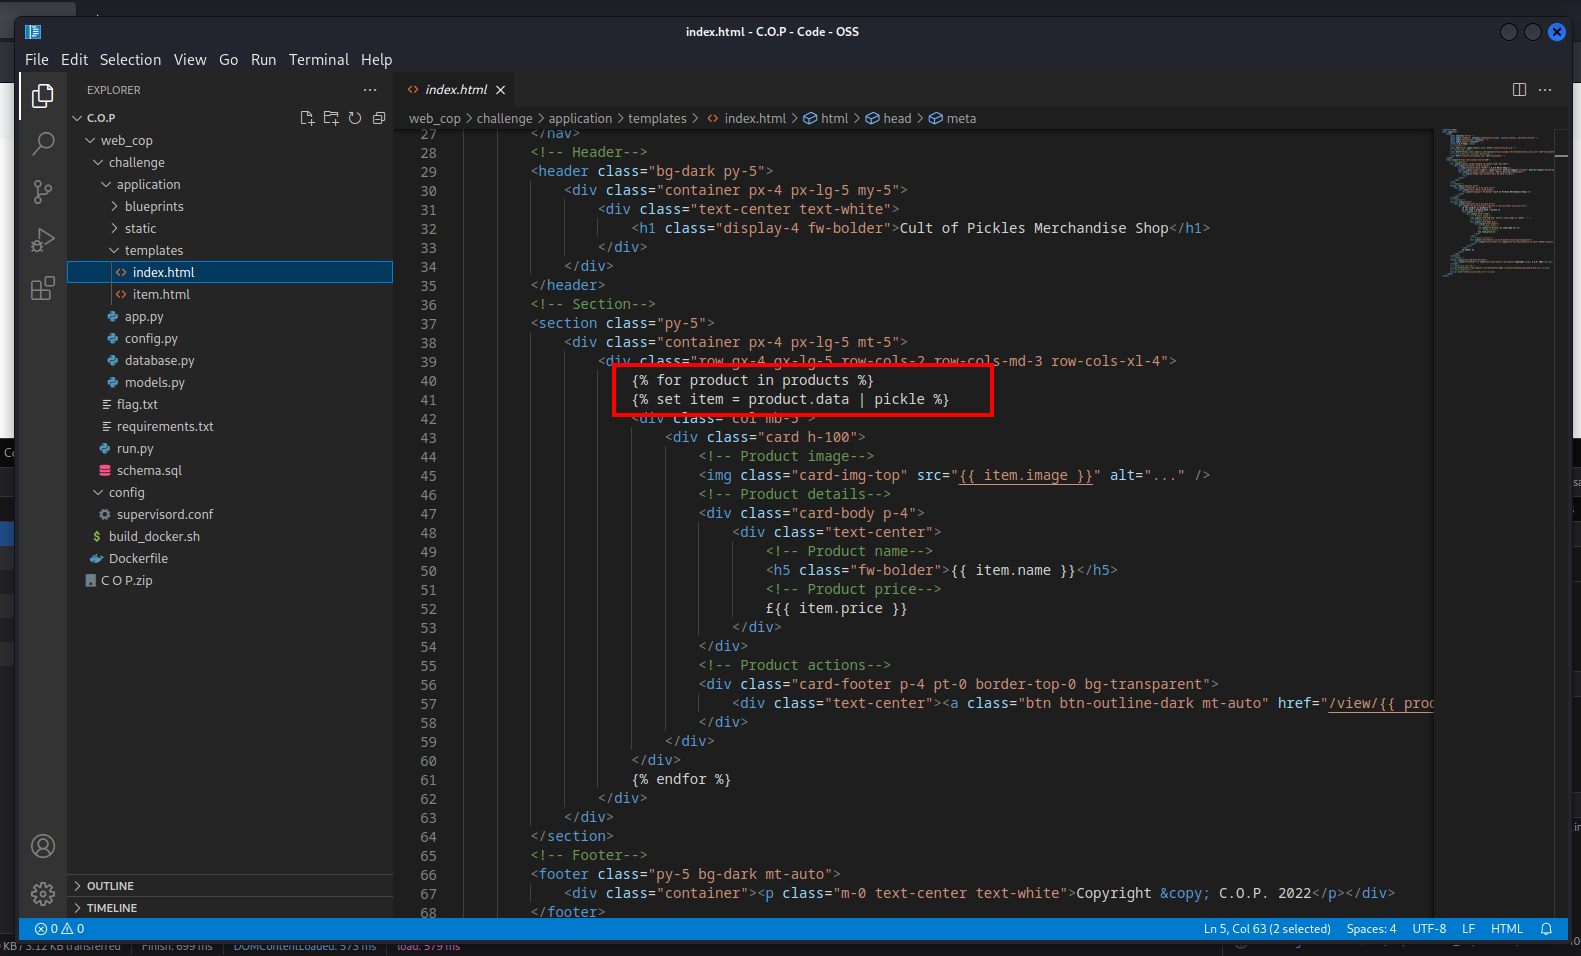 index.html - C.O.P - Code - OSS
File Edit Selection View Go Run Terminal Help
EXPLORER
C.O.P
web_cop
challenge
application
blueprints
static
templates
index.html
item.html
app.py
config.py
database.py
models.py
flag.txt
requirements.txt
run.py
schema.sql
config
supervisord.conf
build_docker.sh
Dockerfile
C O P.zip
OUTLINE
TIMELINE
index.html
web_cop > challenge > application > templates > index.html > html > head > meta
27 </nav>
28 <!-- Header-->
29 <header class="bg-dark py-5">
30 <div class="container px-4 px-lg-5 my-5">
31 <div class="text-center text-white">
32 <h1 class="display-4 fw-bolder">Cult of Pickles Merchandise Shop</h1>
33 </div>
34 </div>
35 </header>
36 <!-- Section-->
37 <section class="py-5">
38 <div class="container px-4 px-lg-5 mt-5">
39 <div class="row gx-4 gx-lg-5 row-cols-2 row-cols-md-3 row-cols-xl-4">
40 {% for product in products %}
41 {% set item = product.data | pickle %}
42 <div class="col mb-5">
43 <div class="card h-100">
44 <!-- Product image-->
45 <img class="card-img-top" src="{{ item.image }}" alt="..." />
46 <!-- Product details-->
47 <div class="card-body p-4">
48 <div class="text-center">
49 <!-- Product name-->
50 <h5 class="fw-bolder">{{ item.name }}</h5>
51 <!-- Product price-->
52 £{{ item.price }}
53 </div>
54 </div>
55 <!-- Product actions-->
56 <div class="card-footer p-4 pt-0 border-top-0 bg-transparent">
57 <div class="text-center"><a class="btn btn-outline-dark mt-auto" href="/view/{{ prod
58 </div>
59 </div>
60 </div>
61 {% endfor %}
62 </div>
63 </div>
64 </section>
65 <!-- Footer-->
66 <footer class="py-5 bg-dark mt-auto">
67 <div class="container"><p class="m-0 text-center text-white">Copyright &copy; C.O.P. 2022</p></div>
68 </footer>
0 0 Ln 5, Col 63 (2 selected) Spaces: 4 UTF-8 LF HTML
KB / 3.12 KB transferred Finish: 699 ms DOMContentLoaded: 573 ms load: 579 ms